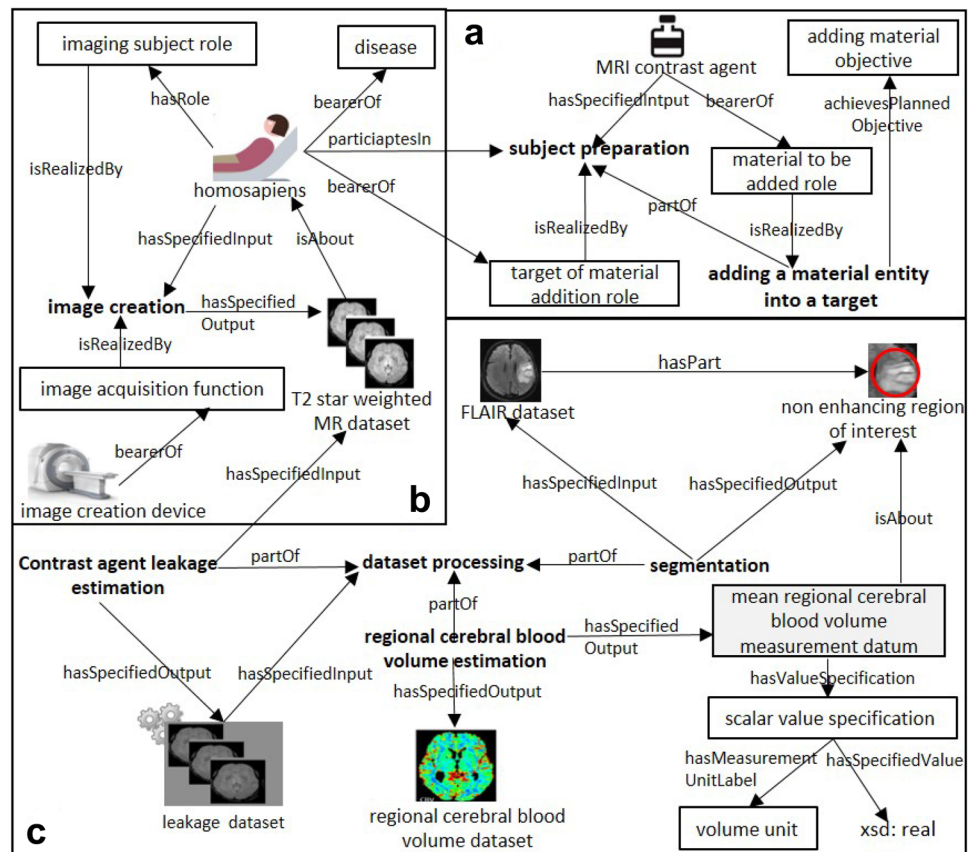 imaging subject role
disease
a
MRI contrast agent
adding material
objective
hasRole
bearerOf
hasSpecifiedIntput
bearerOf
achievesPlanned
Objective
particiaptesIn
subject preparation
isRealizedBy
homosapiens
bearerOf
material to be
added role
partOf
hasSpecifiedInput
isAbout
isRealizedBy
isRealizedBy
target of material
addition role
adding a material entity
into a target
image creation
hasSpecified
Output
isRealizedBy
image acquisition function
T2 star weighted
MR dataset
bearerOf
image creation device
hasSpecifiedInput
b
hasPart
FLAIR dataset
non enhancing region
of interest
hasSpecifiedInput
hasSpecifiedOutput
isAbout
Contrast agent leakage
estimation
partOf
dataset processing
partOf
segmentation
partOf
regional cerebral blood
volume estimation
hasSpecified
Output
mean regional cerebral
blood volume
measurement datum
hasSpecifiedOutput
hasSpecifiedInput
hasSpecifiedOutput
hasValueSpecification
scalar value specification
hasMeasurement
UnitLabel
hasSpecifiedValue
CBV
leakage dataset
regional cerebral blood
volume dataset
volume unit
xsd: real
c